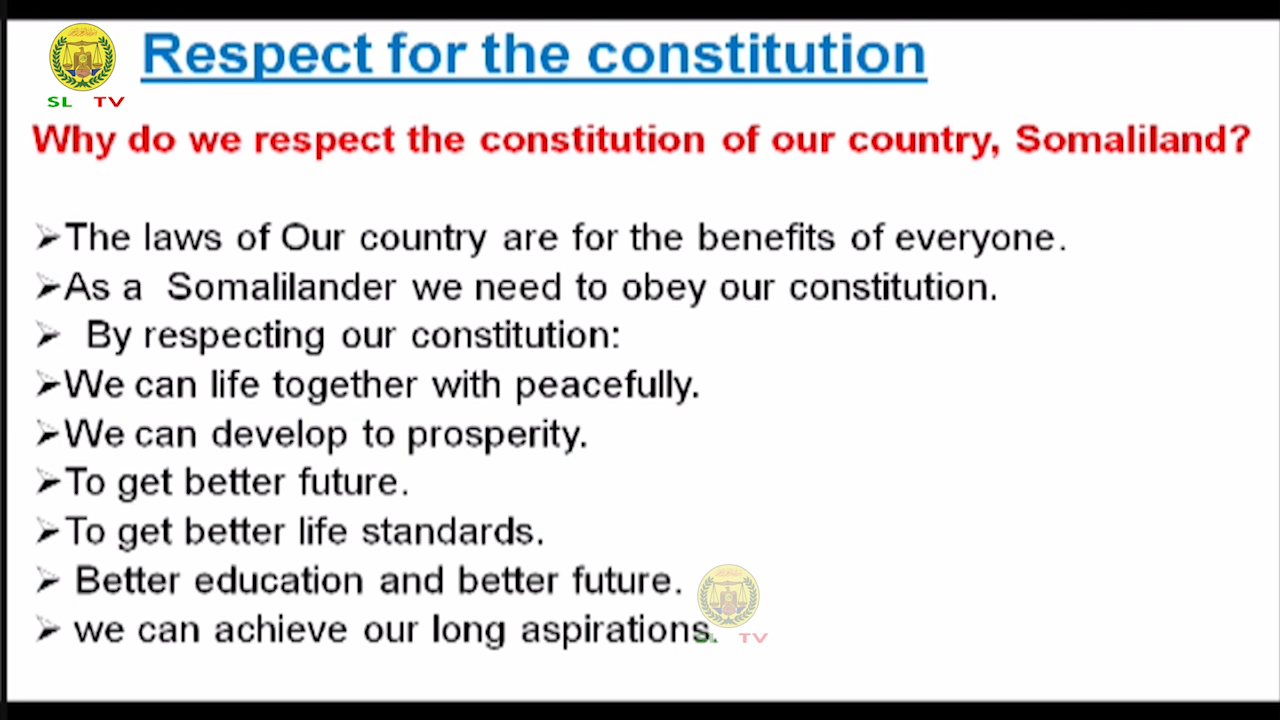 Respect for the constitution
SL TV
Why do we respect the constitution of our country, Somaliland?
➢The laws of Our country are for the benefits of everyone.
➢As a Somalilander we need to obey our constitution.
➢ By respecting our constitution:
➢We can life together with peacefully.
➢We can develop to prosperity.
➢To get better future.
➢To get better life standards.
➢ Better education and better future.
➢ we can achieve our long aspirations.
SL TV